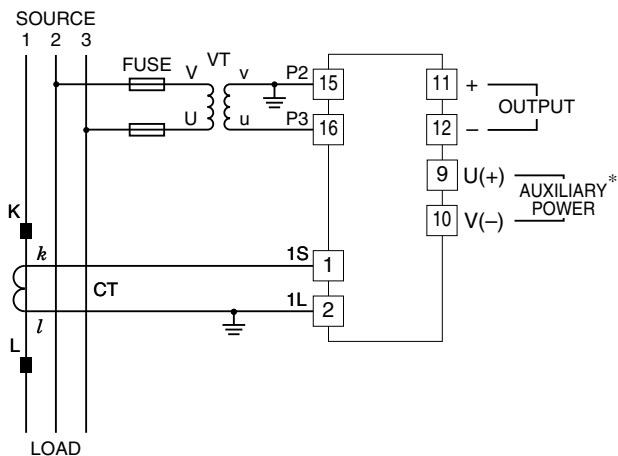 SOURCE
1 2 3
FUSE VT
V v P2 15
U u P3 16
11 +
12 −
OUTPUT
9 U(+)
10 V(−)
AUXILIARY*
POWER
K
k 1S 1
CT
l 1L 2
L
LOAD